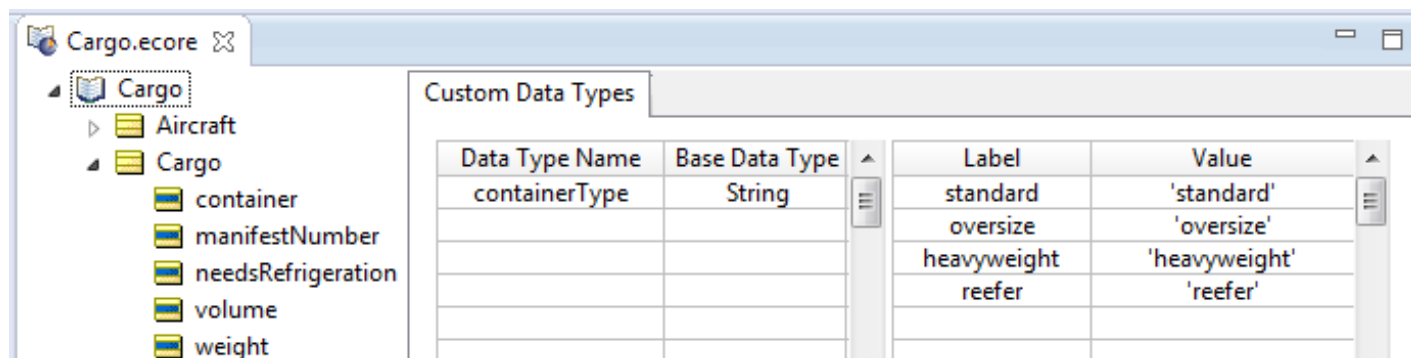 Cargo.ecore
Cargo
Aircraft
Cargo
container
manifestNumber
needsRefrigeration
volume
weight
Custom Data Types
Data Type Name Base Data Type Label Value
containerType String standard 'standard'
oversize 'oversize'
heavyweight 'heavyweight'
reefer 'reefer'